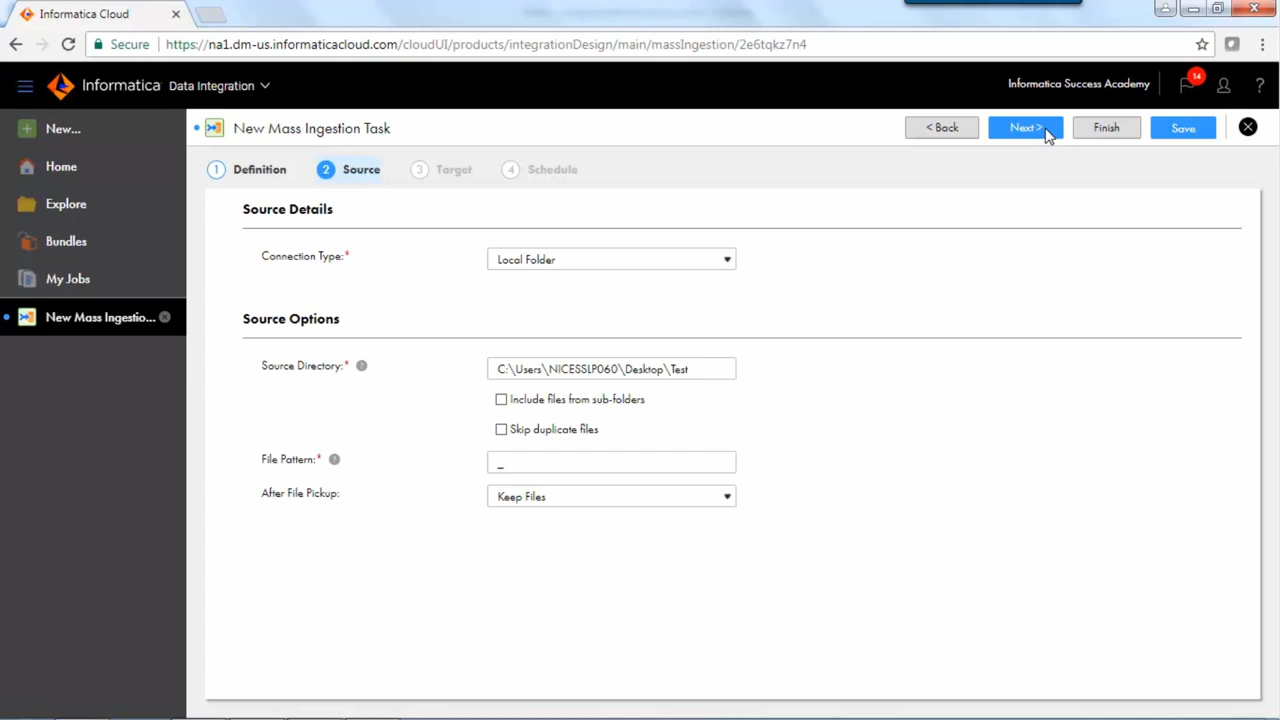 Informatica Cloud
Secure https://na1.dm-us.informaticacloud.com/cloudUI/products/integrationDesign/main/massIngestion/2e6tqkz7n4
Informatica Data Integration Informatica Success Academy 14 ?
New... New Mass Ingestion Task < Back Next > Finish Save
Home 1 Definition 2 Source 3 Target 4 Schedule
Explore Source Details
Bundles Connection Type:* Local Folder
My Jobs
New Mass Ingestio... Source Options
Source Directory:* ? C:\Users\NICESSLP060\Desktop\Test
Include files from sub-folders
Skip duplicate files
File Pattern:* ? _
After File Pickup: Keep Files